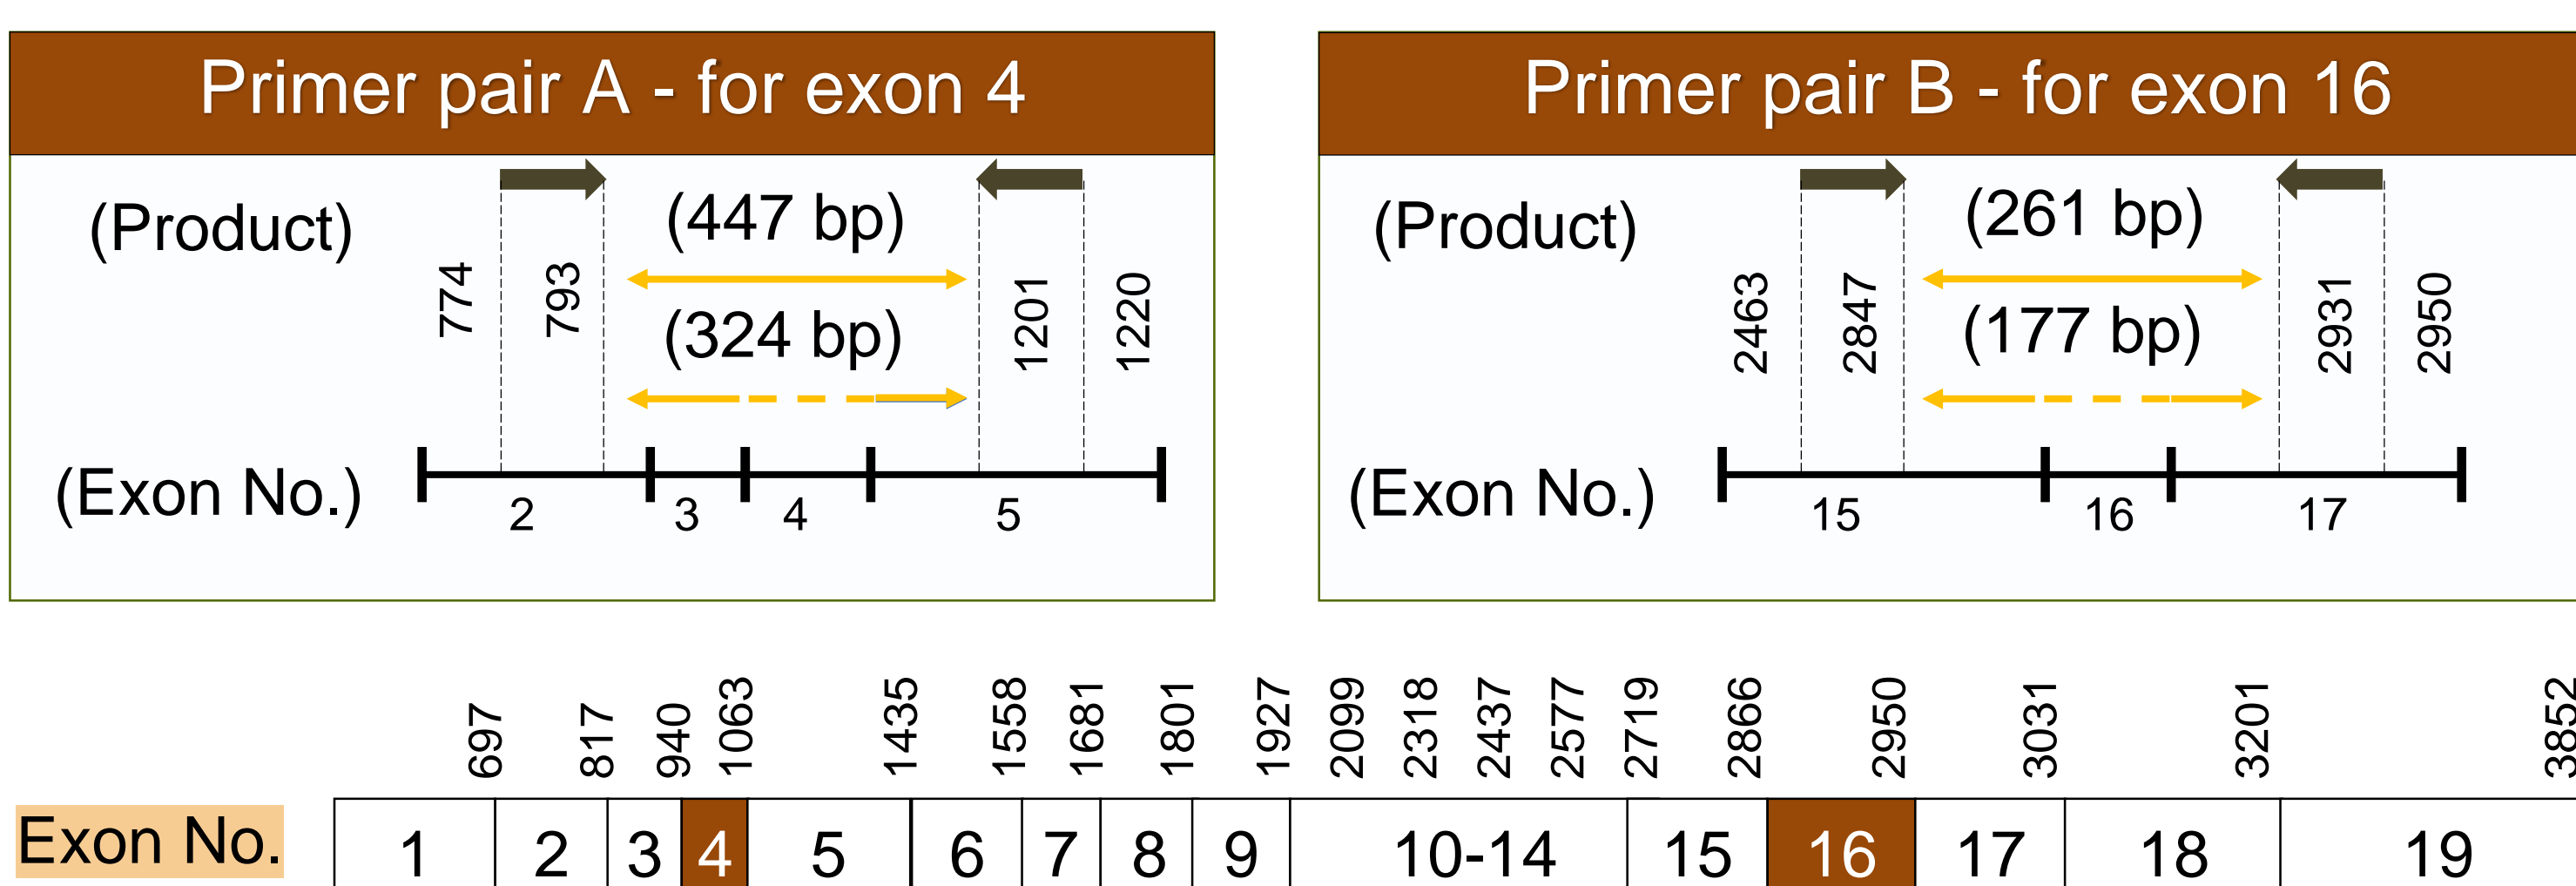 Primer pair A - for exon 4
(Product)
774
793
(447 bp)
(324 bp)
1201
1220
(Exon No.)
2 3 4 5
Primer pair B - for exon 16
(Product)
2463
2847
(261 bp)
(177 bp)
2931
2950
(Exon No.)
15 16 17
697 817 940 1063 1435 1558 1681 1801 1927 2099 2318 2437 2577 2719 2866 2950 3031 3201 3852
Exon No. 1 2 3 4 5 6 7 8 9 10-14 15 16 17 18 19